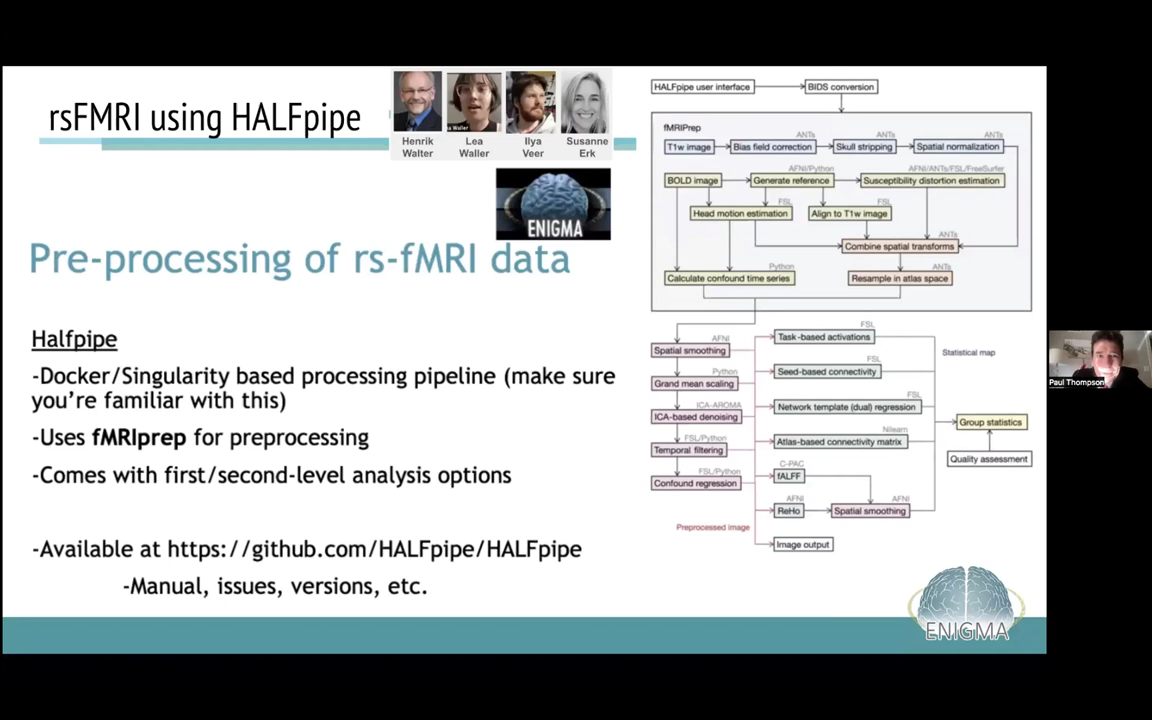 rsFMRI using HALFpipe
a Waller
Henrik
Walter
Lea
Waller
Ilya
Veer
Susanne
Erk
ENIGMA
Pre-processing of rs-fMRI data
Halfpipe
-Docker/Singularity based processing pipeline (make sure
you're familiar with this)
-Uses fMRIprep for preprocessing
-Comes with first/second-level analysis options
-Available at https://github.com/HALFpipe/HALFpipe
-Manual, issues, versions, etc.
HALFpipe user interface
BIDS conversion
fMRIPrep
ANTs
ANTs
ANTs
T1w image
Bias field correction
Skull stripping
Spatial normalization
AFNI/Python
AFNI/ANTs/FSL/FreeSurfer
BOLD image
Generate reference
Susceptibility distortion estimation
FSL
FSL
Head motion estimation
Align to T1w image
ANTs
Combine spatial transforms
Python
ANTs
Calculate confound time series
Resample in atlas space
AFNI
Spatial smoothing
Python
Grand mean scaling
ICA-AROMA
ICA-based denoising
FSL/Python
Temporal filtering
FSL/Python
Confound regression
Preprocessed image
FSL
Task-based activations
FSL
Seed-based connectivity
FSL
Network template (dual) regression
Nilearn
Atlas-based connectivity matrix
C-PAC
fALFF
AFNI
AFNI
ReHo
Spatial smoothing
Image output
Statistical map
Group statistics
Quality assessment
ENIGMA
Paul Thompson